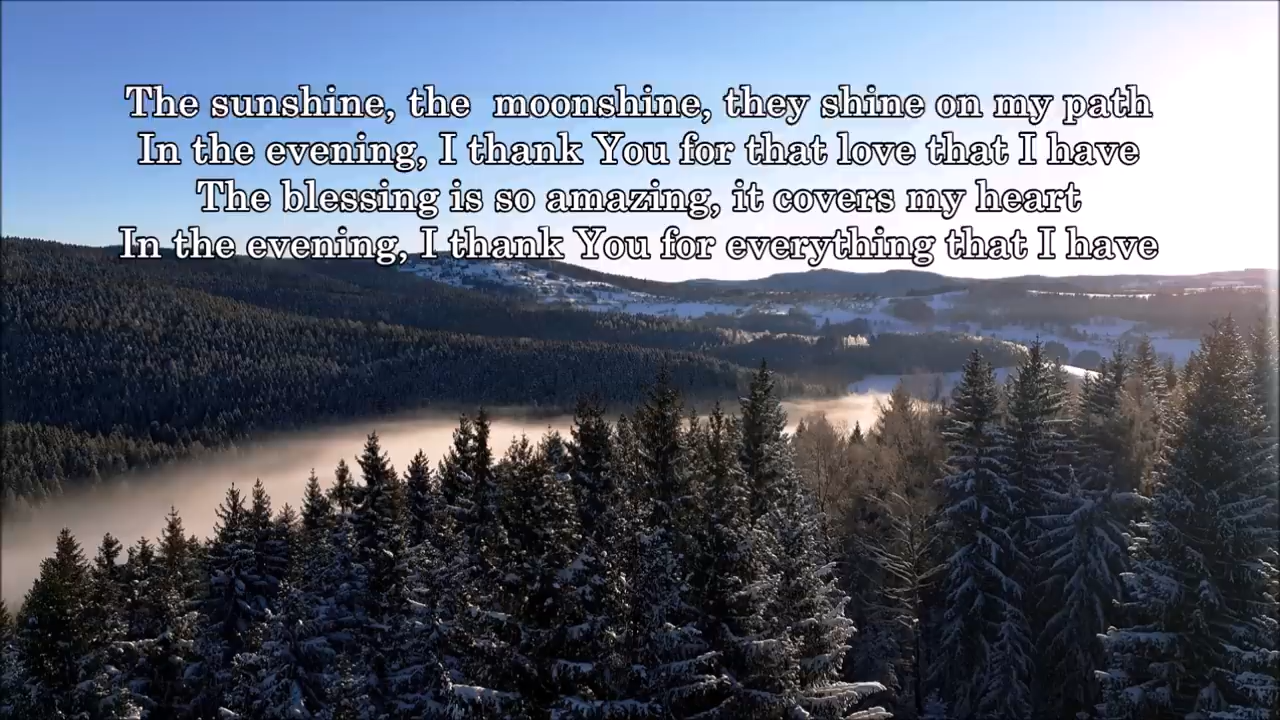 The sunshine, the  moonshine, they shine on my path
In the evening, I thank You for that love that I have
The blessing is so amazing, it covers my heart
In the evening, I thank You for everything that I have